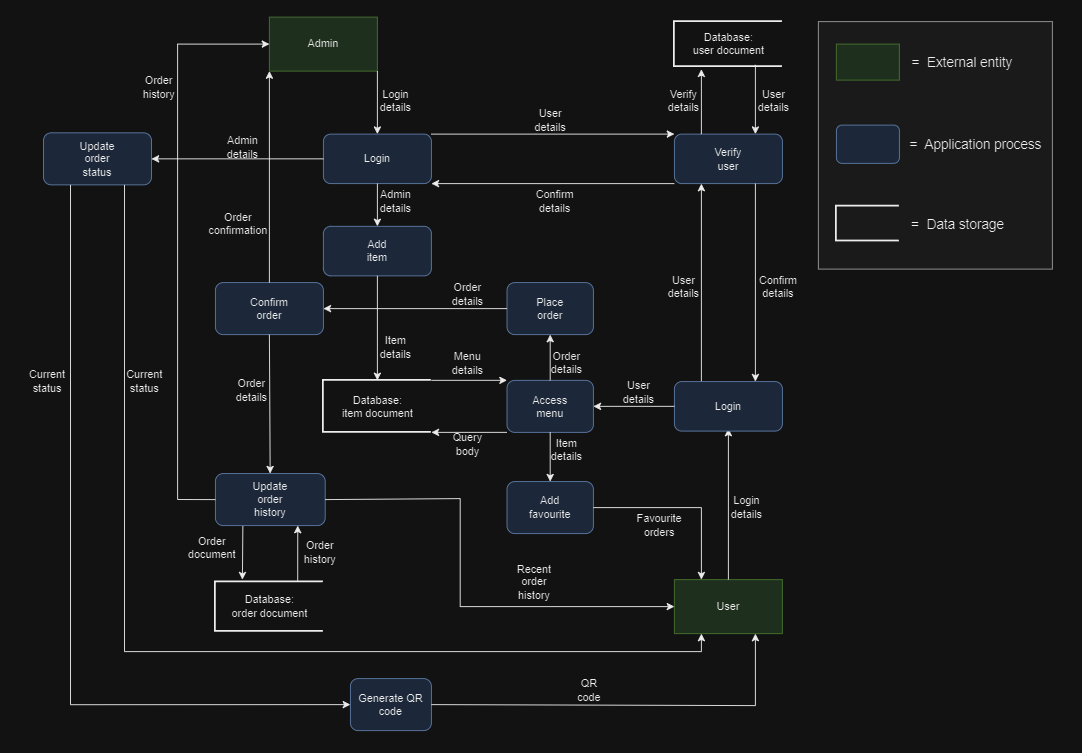 Admin
Database:
user document
= External entity
Order
history
Login
details
Verify
details
User
details
User
details
Update
order
status
Admin
details
Login
Verify
user
= Application process
Admin
details
Confirm
details
Order
confirmation
Add
item
= Data storage
Confirm
order
Order
details
Place
order
User
details
Confirm
details
Item
details
Menu
details
Order
details
Current
status
Current
status
Order
details
Database:
item document
Access
menu
User
details
Login
Query
body
Item
details
Update
order
history
Add
favourite
Favourite
orders
Login
details
Order
document
Order
history
Recent
order
history
Database:
order document
User
Generate QR
code
QR
code